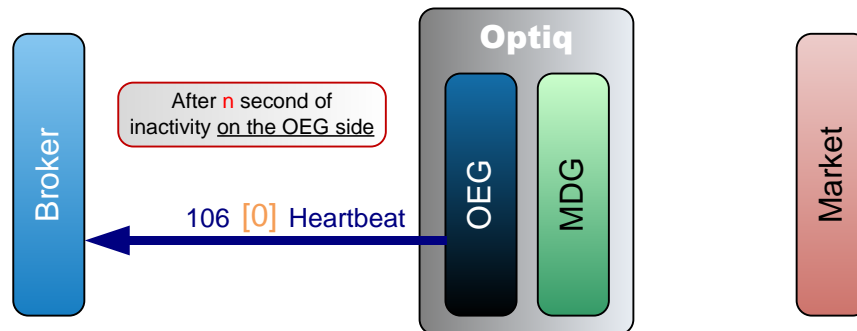 Optiq
Broker
After n second of
inactivity on the OEG side
106 [0] Heartbeat
OEG
MDG
Market